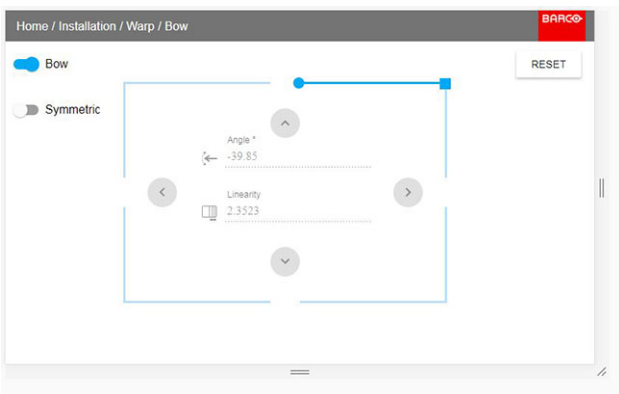 Home / Installation / Warp / Bow
BARCO
Bow
RESET
Symmetric
Angle °
-39.85
Linearity
2.3523